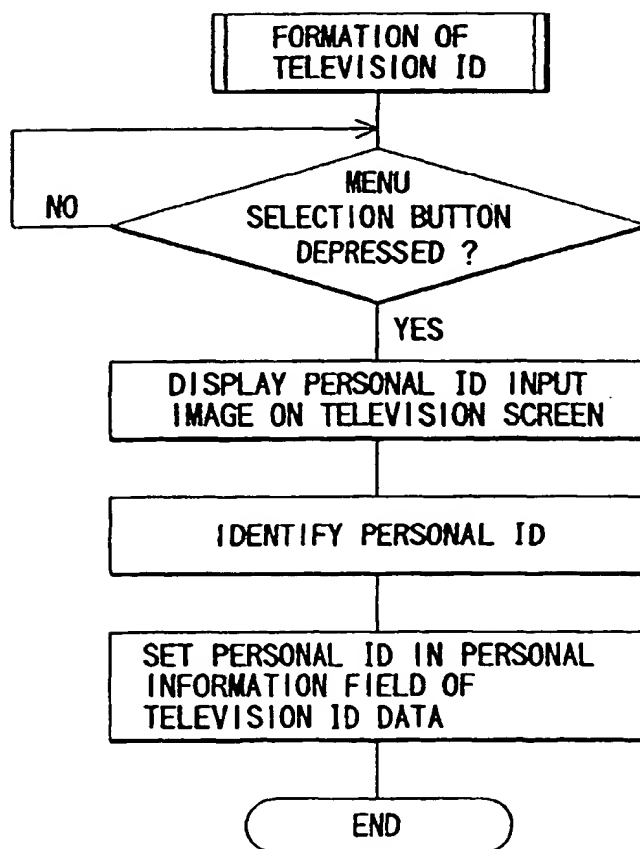 FORMATION OF
TELEVISION ID
MENU
SELECTION BUTTON
DEPRESSED ?
NO
YES
DISPLAY PERSONAL ID INPUT
IMAGE ON TELEVISION SCREEN
IDENTIFY PERSONAL ID
SET PERSONAL ID IN PERSONAL
INFORMATION FIELD OF
TELEVISION ID DATA
END